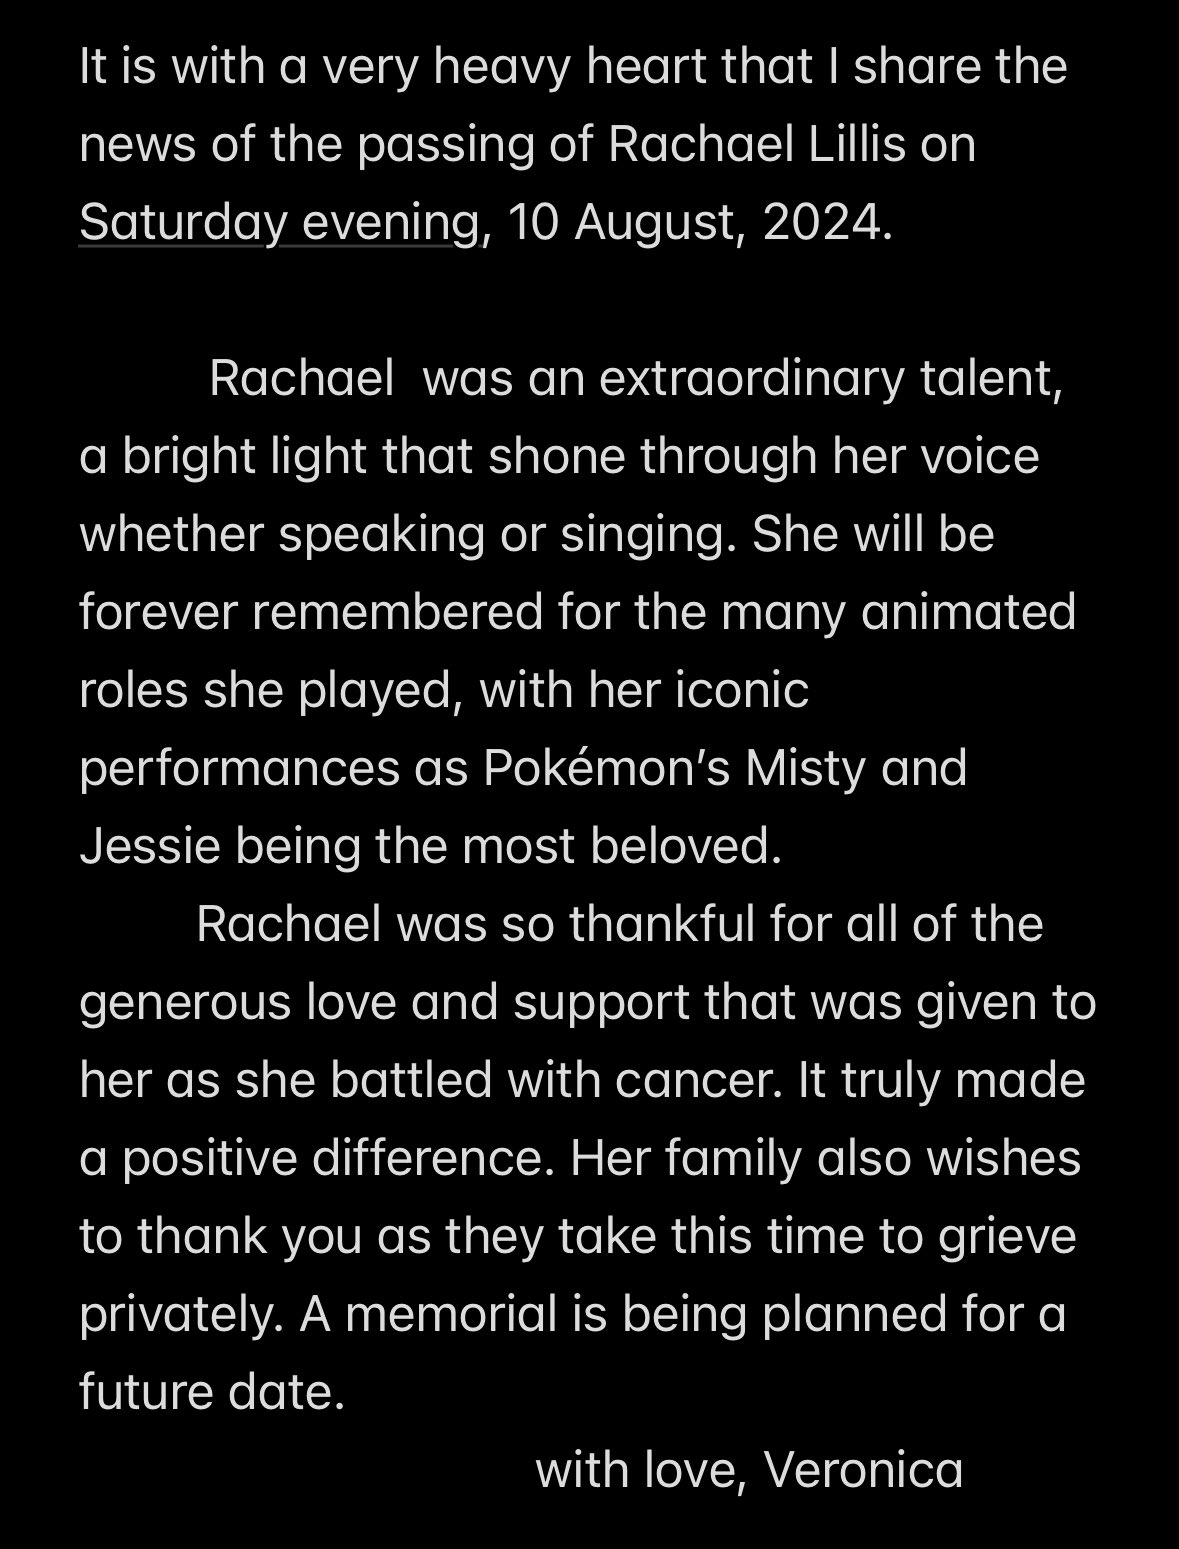 It is with a very heavy heart that I share the
news of the passing of Rachael Lillis on
Saturday evening, 10 August, 2024.
Rachael  was an extraordinary talent,
a bright light that shone through her voice
whether speaking or singing. She will be
forever remembered for the many animated
roles she played, with her iconic
performances as Pokémon’s Misty and
Jessie being the most beloved.
Rachael was so thankful for all of the
generous love and support that was given to
her as she battled with cancer. It truly made
a positive difference. Her family also wishes
to thank you as they take this time to grieve
privately. A memorial is being planned for a
future date.
with love, Veronica